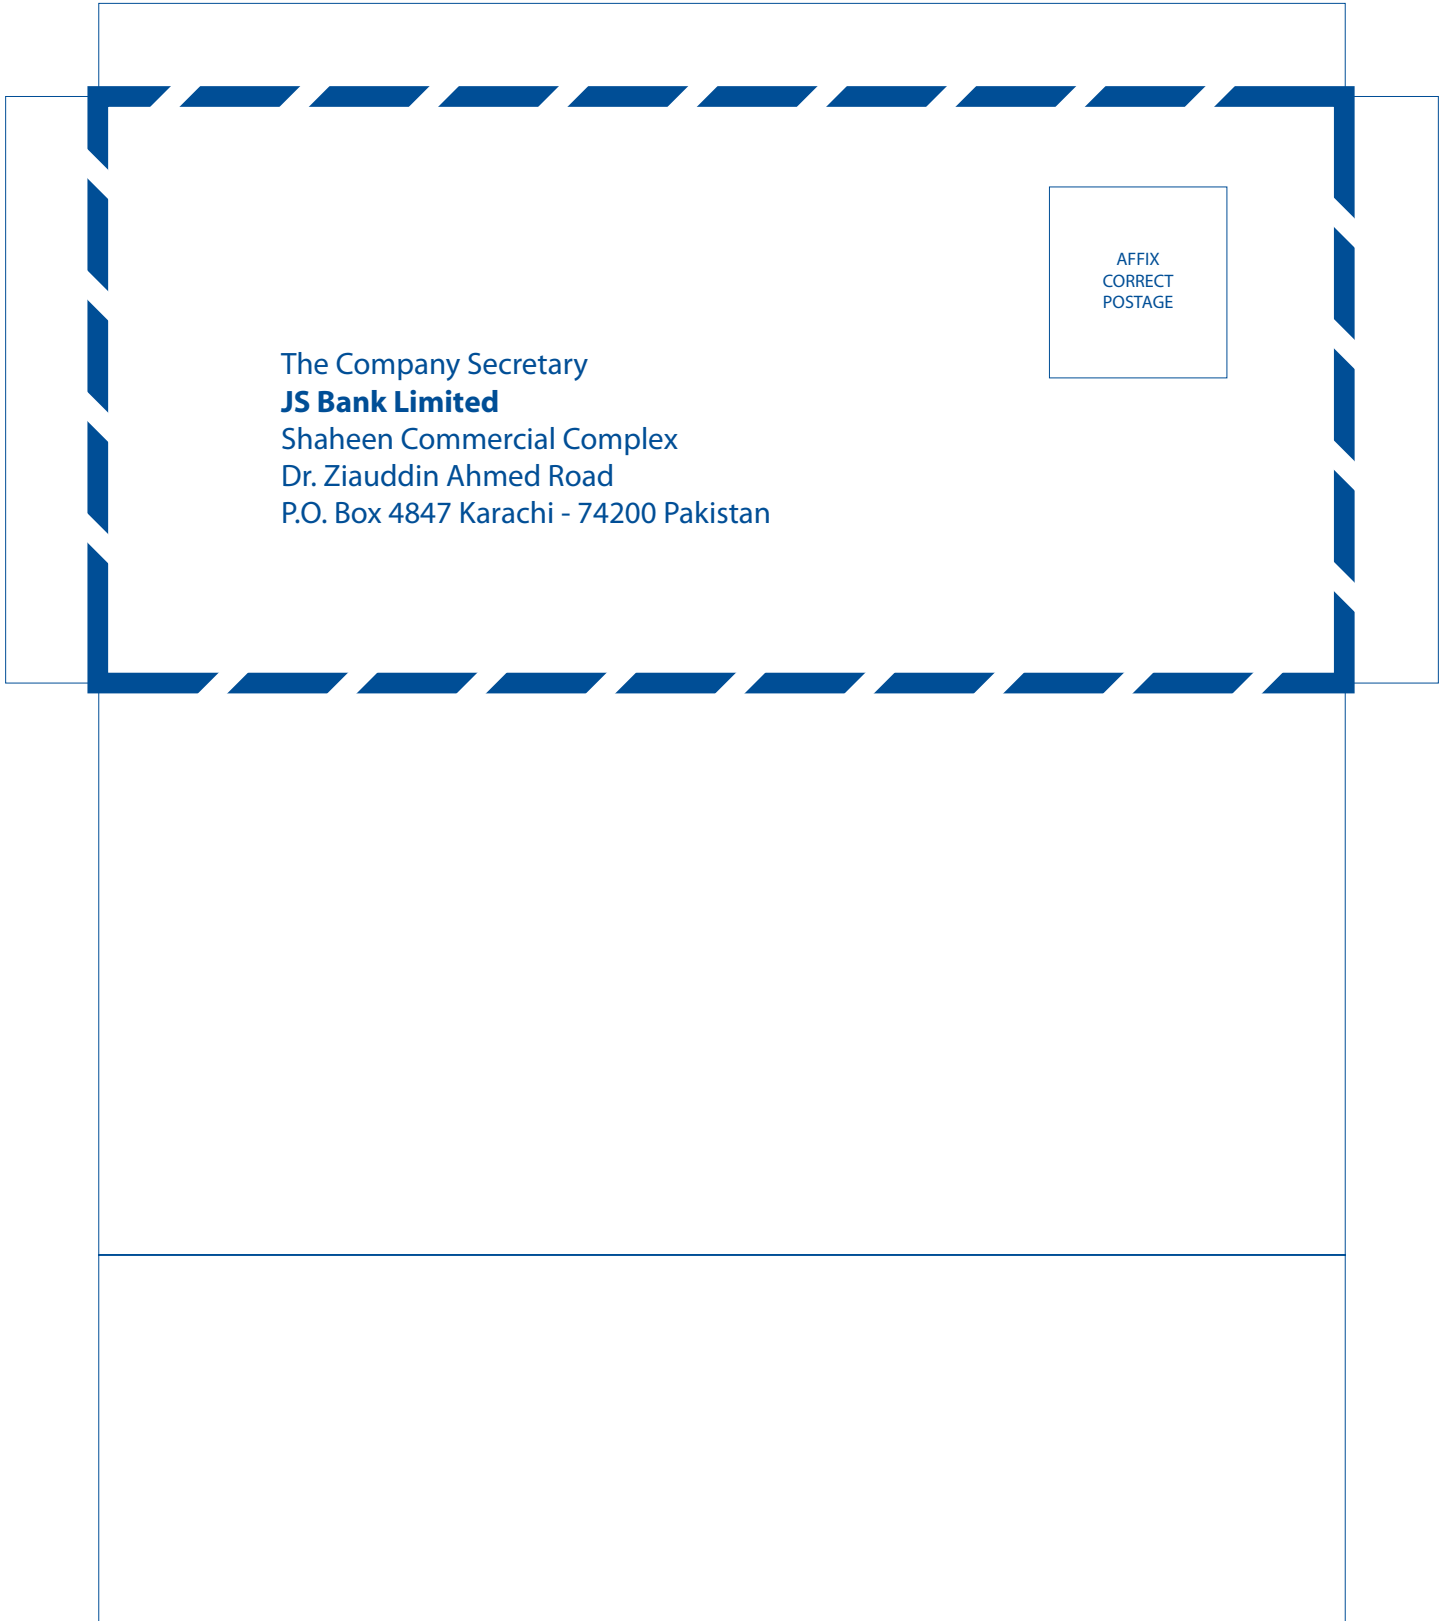 AFFIX
CORRECT
POSTAGE
The Company Secretary
JS Bank Limited
Shaheen Commercial Complex
Dr. Ziauddin Ahmed Road
P.O. Box 4847 Karachi - 74200 Pakistan